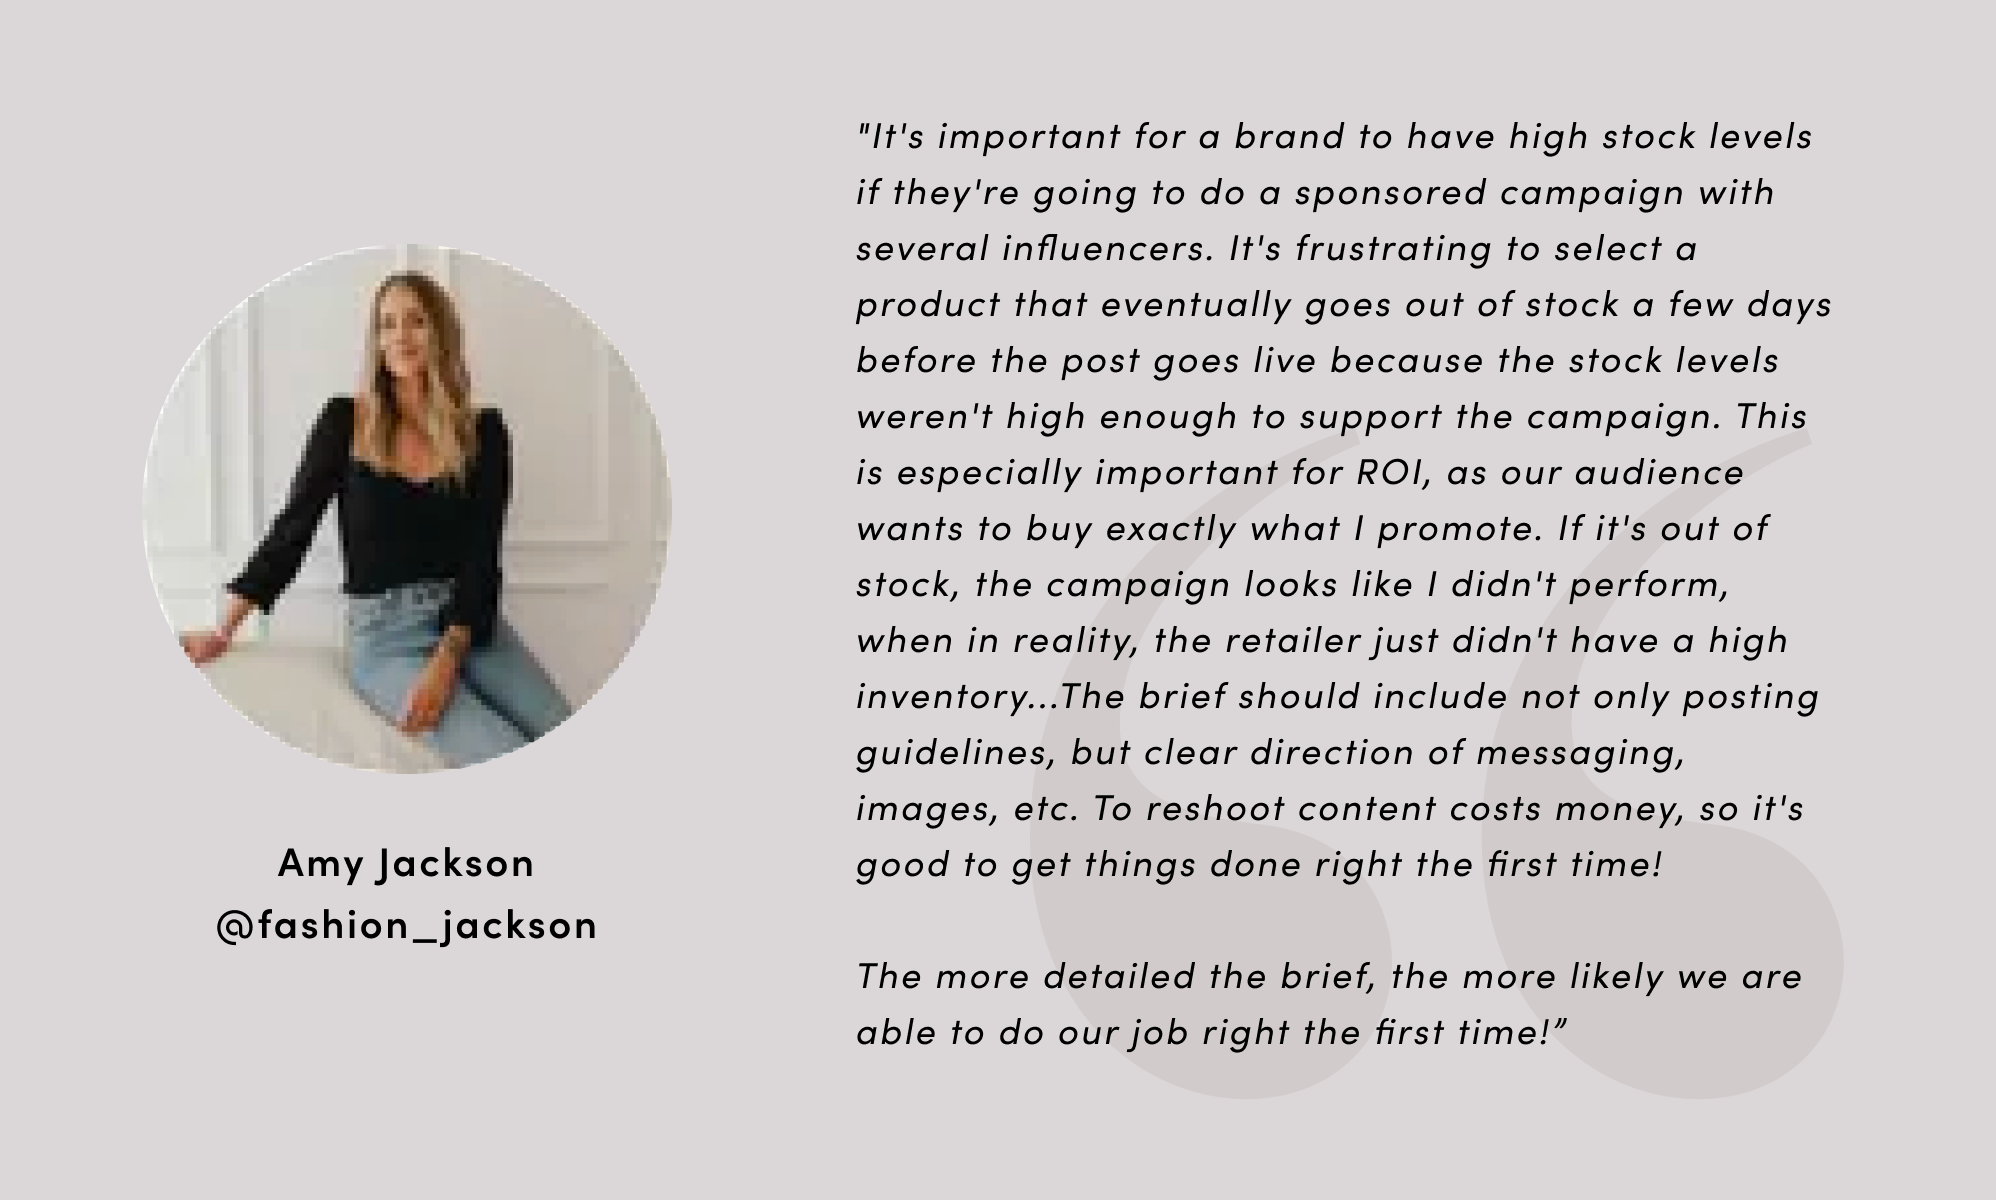 "It's important for a brand to have high stock levels
if they're going to do a sponsored campaign with
several influencers. It's frustrating to select a
product that eventually goes out of stock a few days
before the post goes live because the stock levels
weren't high enough to support the campaign. This
is especially important for ROI, as our audience
wants to buy exactly what I promote. If it's out of
stock, the campaign looks like I didn't perform,
when in reality, the retailer just didn't have a high
inventory...The brief should include not only posting
guidelines, but clear direction of messaging,
images, etc. To reshoot content costs money, so it's
good to get things done right the first time!
The more detailed the brief, the more likely we are
able to do our job right the first time!”
Amy Jackson
@fashion_jackson